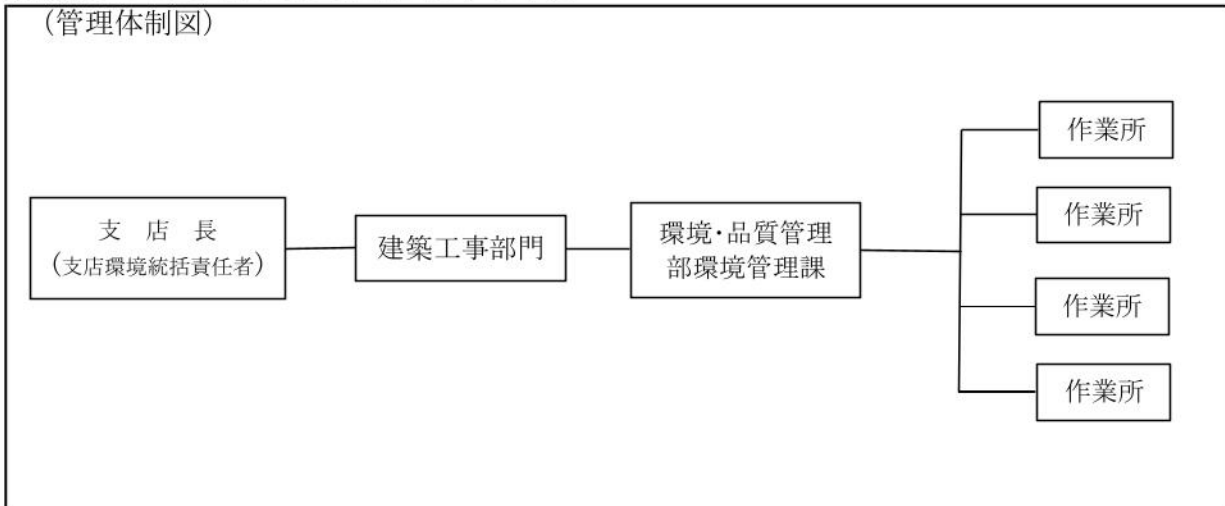 （管理体制図）
支　店　長
（支店環境統括責任者）
建築工事部門
環境・品質管理
部環境管理課
作業所
作業所
作業所
作業所